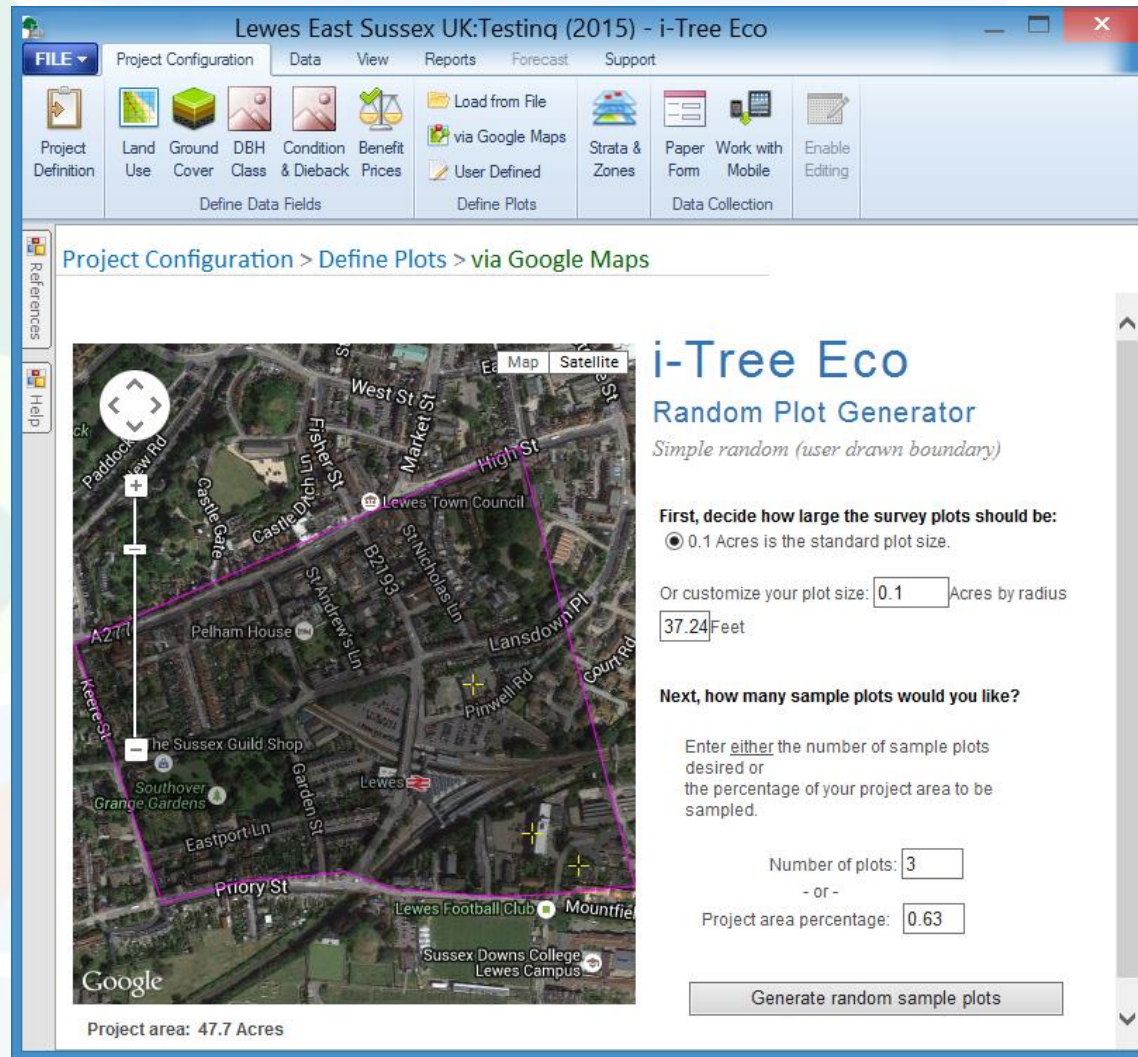 Lewes East Sussex UK:Testing (2015) - i-Tree Eco
FILE
Project Configuration
Data
View
Reports
Forecast
Support
Project Definition
Land Use
Ground Cover
DBH Class
Condition & Dieback
Benefit Prices
Define Data Fields
Load from File
via Google Maps
User Defined
Define Plots
Strata & Zones
Paper Form
Work with Mobile
Data Collection
Enable Editing
References
Help
Project Configuration > Define Plots > via Google Maps
Map
Satellite
West St
Market St
Fisher St
High St
Castle Gate
Castle Ditch Ln
Lewes Town Council
B2193
St Nicholas Ln
St Andrew's Ln
A277
Pelham House
Lansdown Pl
Court Rd
Pinwell Rd
Keere St
The Sussex Guild Shop
Southover
Grange Gardens
Garden St
Lewes
Eastport Ln
Priory St
Lewes Football Club
Mountfie
Sussex Downs College
Lewes Campus
Google
Project area: 47.7 Acres
i-Tree Eco
Random Plot Generator
Simple random (user drawn boundary)
First, decide how large the survey plots should be:
0.1 Acres is the standard plot size.
Or customize your plot size: 0.1 Acres by radius
37.24 Feet
Next, how many sample plots would you like?
Enter either the number of sample plots
desired or
the percentage of your project area to be
sampled.
Number of plots: 3
- or -
Project area percentage: 0.63
Generate random sample plots